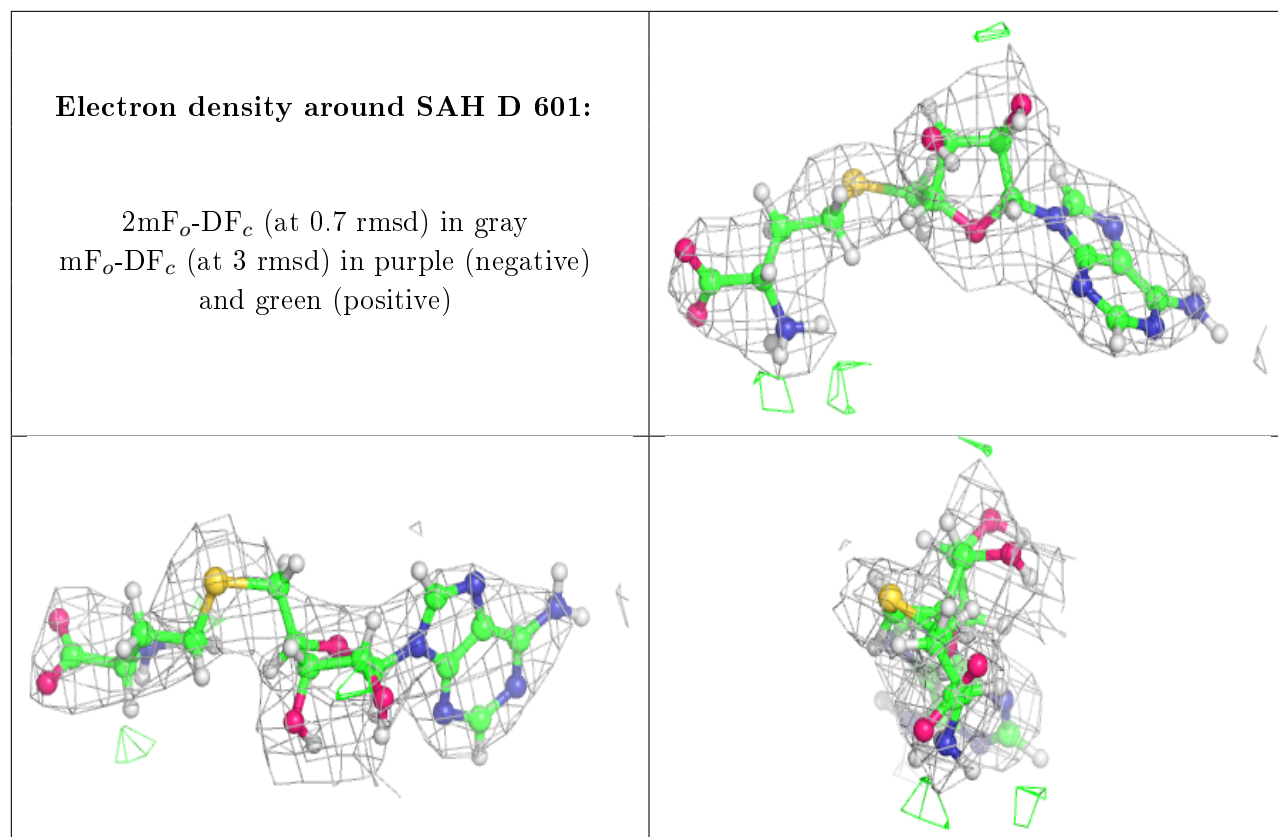 Electron density around SAH D 601:
2mFo-DFc (at 0.7 rmsd) in gray
mFo-DFc (at 3 rmsd) in purple (negative)
and green (positive)